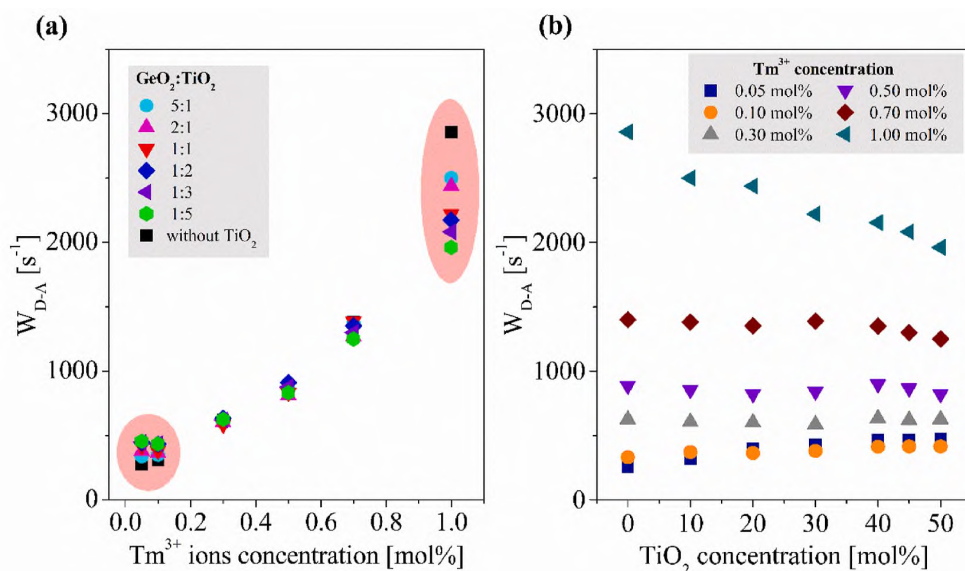 (a)
GeO₂:TiO₂
5:1
2:1
1:1
1:2
1:3
1:5
without TiO₂
3000
2000
1000
0
W_D-A [s⁻¹]
0.0 0.2 0.4 0.6 0.8 1.0
Tm³⁺ ions concentration [mol%]
(b)
Tm³⁺ concentration
0.05 mol% 0.50 mol%
0.10 mol% 0.70 mol%
0.30 mol% 1.00 mol%
3000
2000
1000
0
W_D-A [s⁻¹]
0 10 20 30 40 50
TiO₂ concentration [mol%]